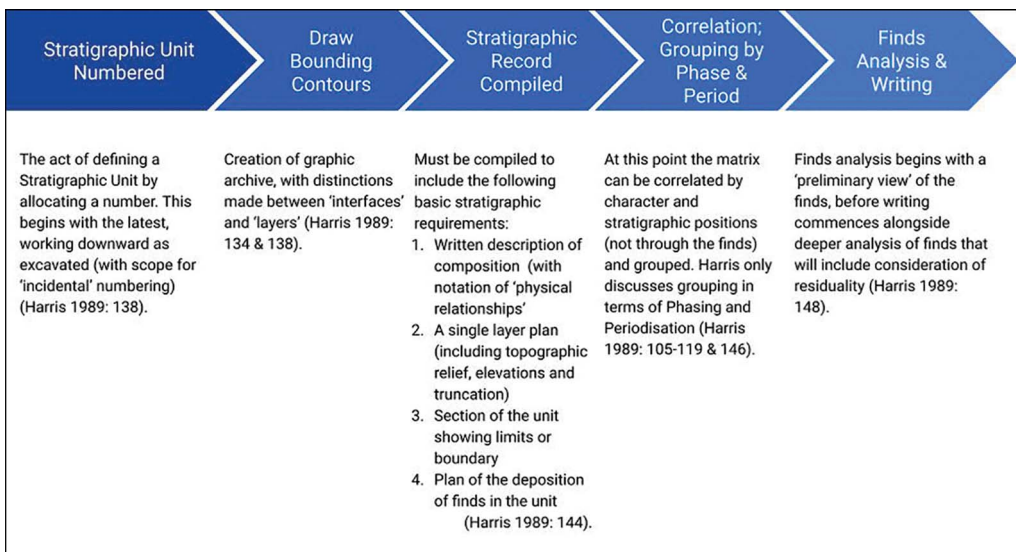 Stratigraphic Unit
Numbered
Draw
Bounding
Contours
Stratigraphic
Record
Compiled
Correlation;
Grouping by
Phase &
Period
Finds
Analysis &
Writing
The act of defining a
Stratigraphic Unit by
allocating a number. This
begins with the latest,
working downward as
excavated (with scope for
‘incidental’ numbering)
(Harris 1989: 138).
Creation of graphic
archive, with distinctions
made between ‘interfaces’
and ‘layers’ (Harris 1989:
134 & 138).
Must be compiled to
include the following
basic stratigraphic
requirements:
1. Written description of
composition (with
notation of ‘physical
relationships’
2. A single layer plan
(including topographic
relief, elevations and
truncation)
3. Section of the unit
showing limits or
boundary
4. Plan of the deposition
of finds in the unit
(Harris 1989: 144).
At this point the matrix
can be correlated by
character and
stratigraphic positions
(not through the finds)
and grouped. Harris only
discusses grouping in
terms of Phasing and
Periodisation (Harris
1989: 105-119 & 146).
Finds analysis begins with a
‘preliminary view’ of the
finds, before writing
commences alongside
deeper analysis of finds that
will include consideration of
residuality (Harris 1989:
148).